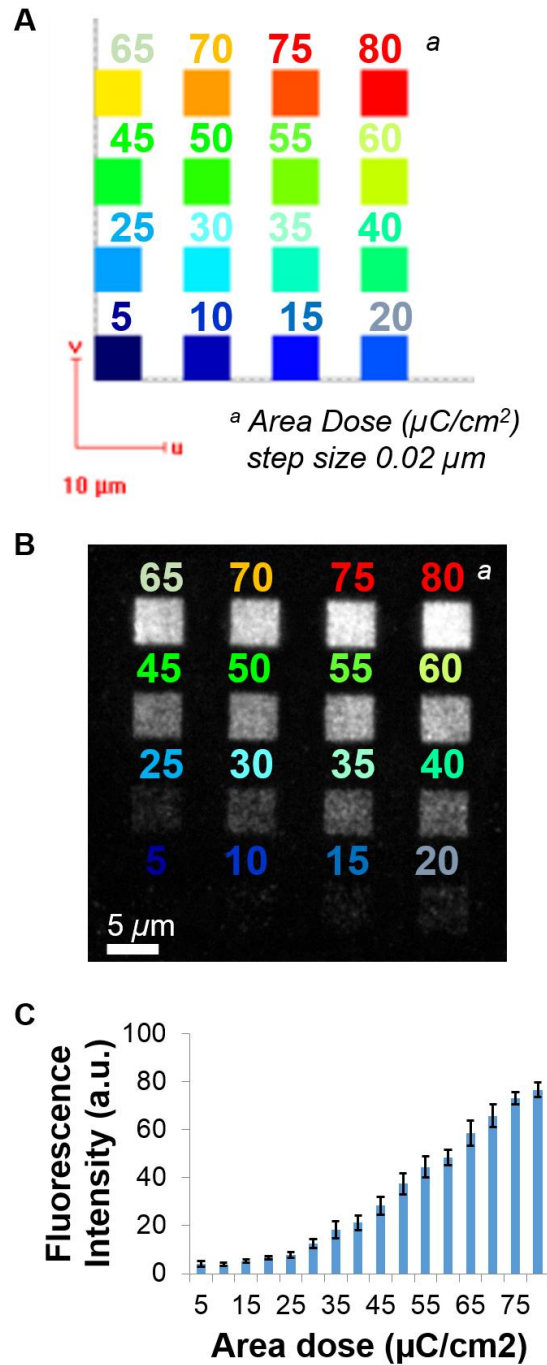 A
65 70 75 80 a
45 50 55 60
25 30 35 40
5 10 15 20
v
u
10 µm
a Area Dose (µC/cm2)
step size 0.02 µm
B
65 70 75 80 a
45 50 55 60
25 30 35 40
5 10 15 20
5 µm
C
Fluorescence
Intensity (a.u.)
100
80
60
40
20
0
5 15 25 35 45 55 65 75
Area dose (µC/cm2)